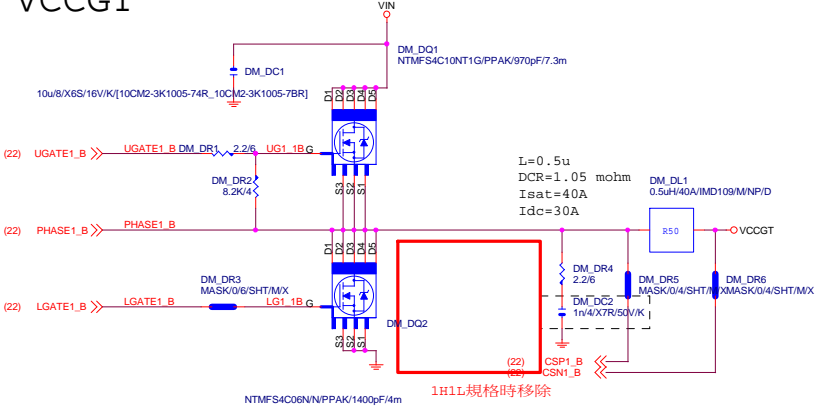 VCCGT
VIN
DM_DQ1
NTMFS4C10NT1G/PPAK/970pF/7.3m
DM_DC1
10u/8/X6S/16V/K/[10CM2-3K1005-74R_10CM2-3K1005-7BR]
D1 D2 D3 D4 D5
(22) UGATE1_B UGATE1_B DM_DR1 2.2/6 UG1_1B G
S3 S2 S1
DM_DR2
8.2K/4
L=0.5u
DCR=1.05 mohm
Isat=40A
Idc=30A
DM_DL1
0.5uH/40A/IMD109/M/NP/D
R50
VCCGT
(22) PHASE1_B PHASE1_B
D1 D2 D3 D4 D5
DM_DR3
MASK/0/6/SHT/M/X
(22) LGATE1_B LGATE1_B LG1_1B G
S3 S2 S1
DM_DQ2
NTMFS4C06N/N/PPAK/1400pF/4m
DM_DR4
2.2/6
DM_DC2
1n/4/X7R/50V/K
DM_DR5
MASK/0/4/SHT/M/X
DM_DR6
MASK/0/4/SHT/M/X
(22) CSP1_B
(22) CSN1_B
1H1L規格時移除